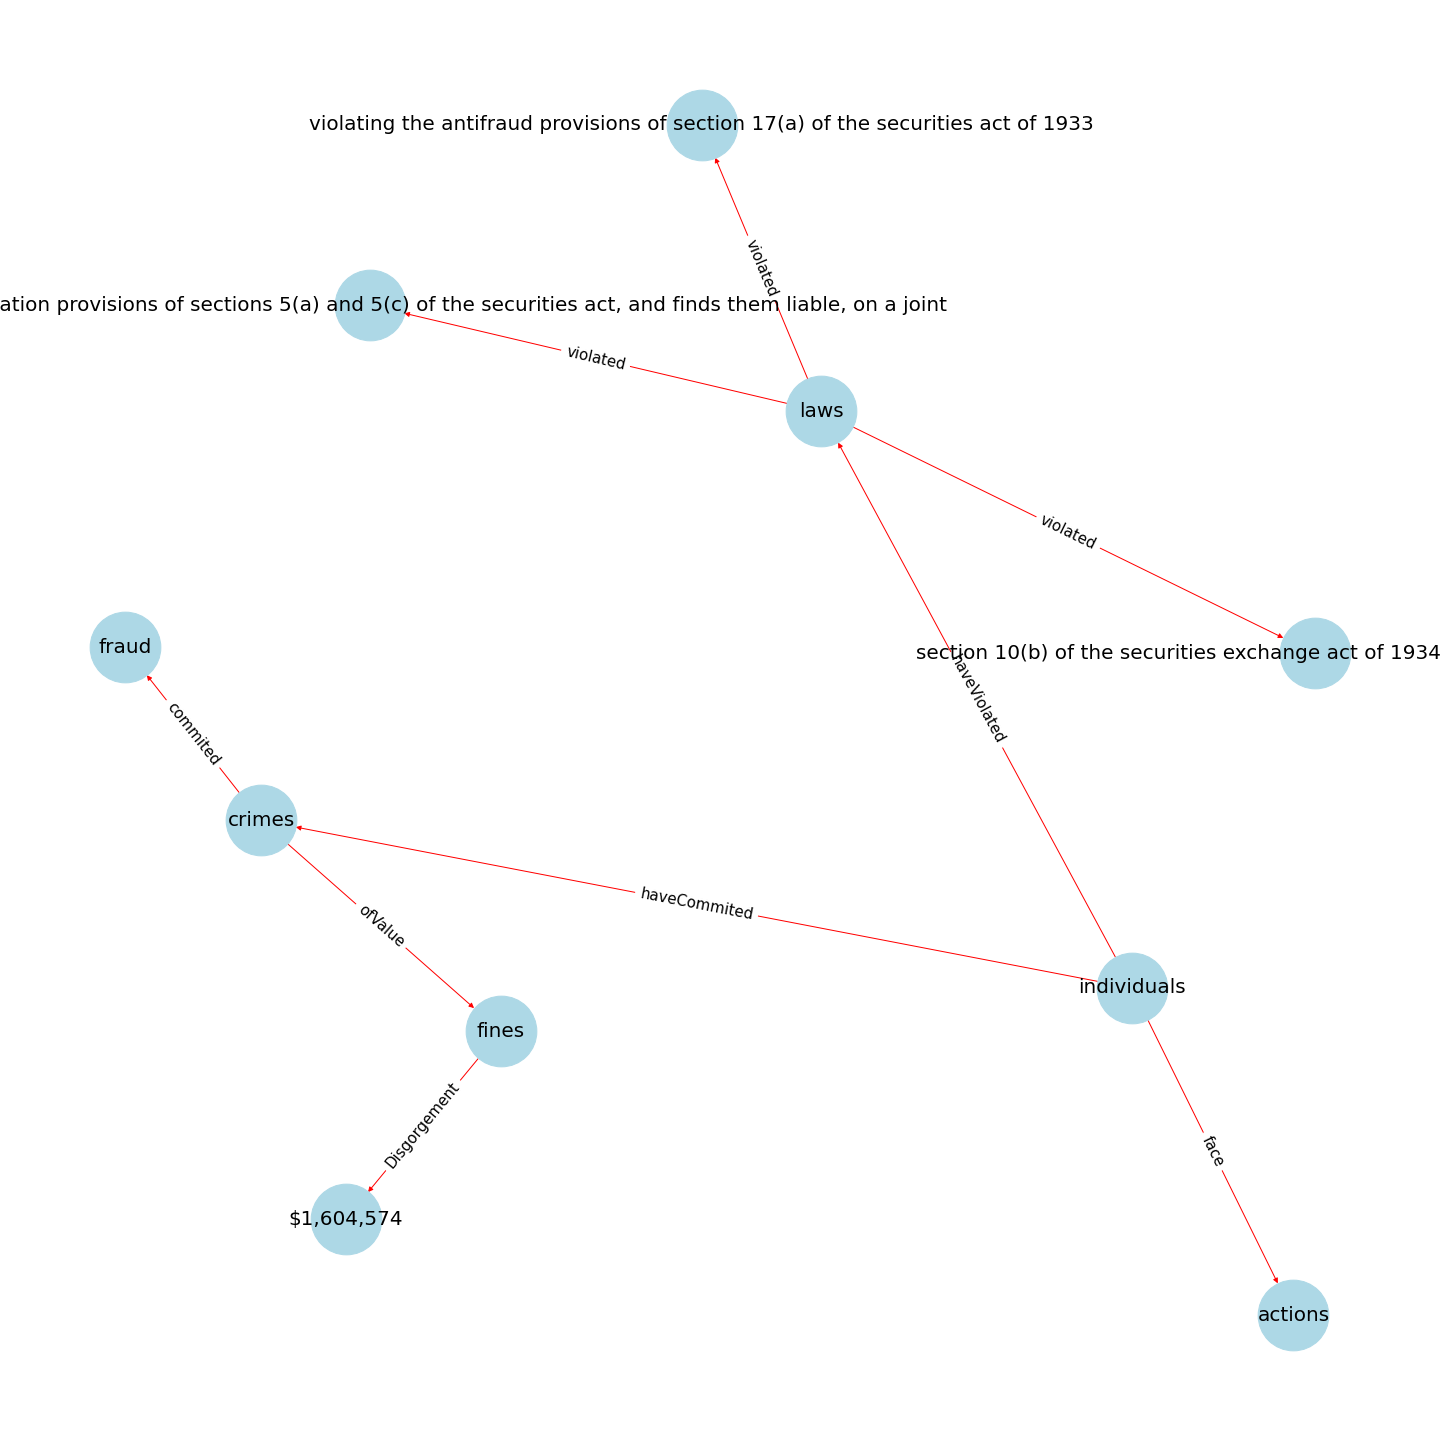 violating the antifraud provisions of section 17(a) of the securities act of 1933
violated
provisions of sections 5(a) and 5(c) of the securities act, and finds them liable, on a joint
violated
laws
violated
fraud
section 10(b) of the securities exchange act of 1934
haveViolated
commited
crimes
haveCommited
ofValue
individuals
fines
Disgorgement
face
$1,604,574
actions